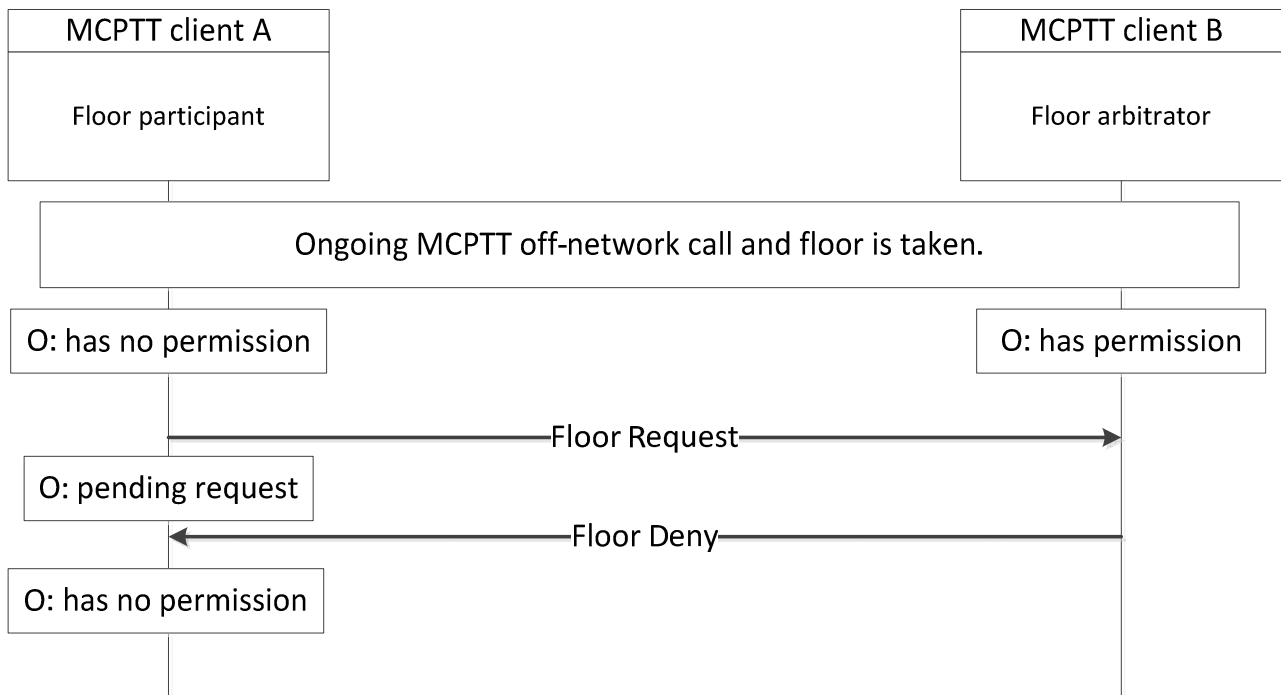 MCPTT client A
MCPTT client B
Floor participant
Floor arbitrator
Ongoing MCPTT off-network call and floor is taken.
O: has no permission
O: has permission
Floor Request
O: pending request
Floor Deny
O: has no permission